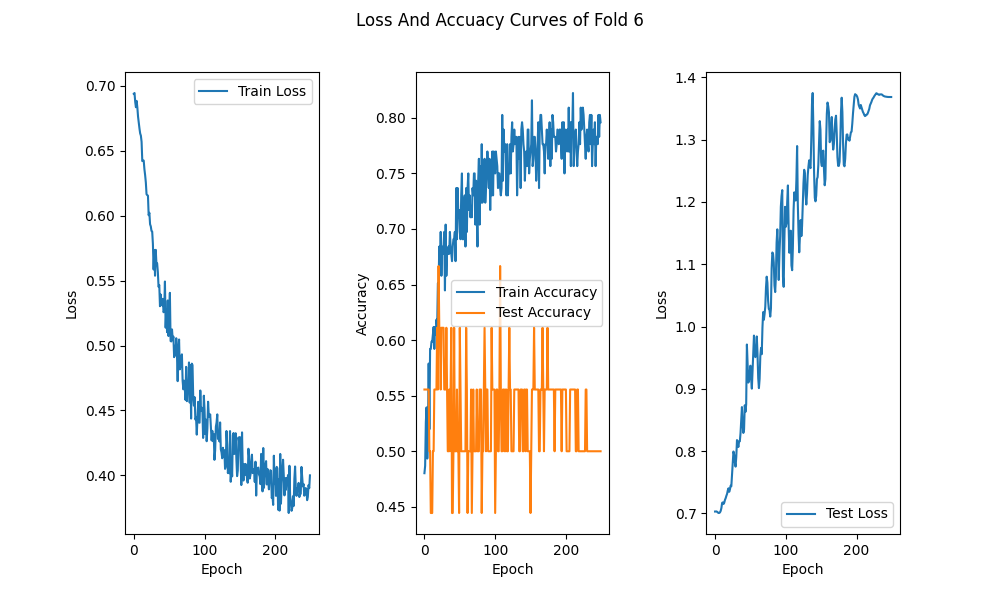 Loss And Accuacy Curves of Fold 6
0.70
0.65
0.60
0.55
0.50
0.45
0.40
Loss
0
100
200
Epoch
Train Loss
0.80
0.75
0.70
0.65
0.60
0.55
0.50
0.45
Accuracy
0
100
200
Epoch
Train Accuracy
Test Accuracy
1.4
1.3
1.2
1.1
1.0
0.9
0.8
0.7
Loss
0
100
200
Epoch
Test Loss